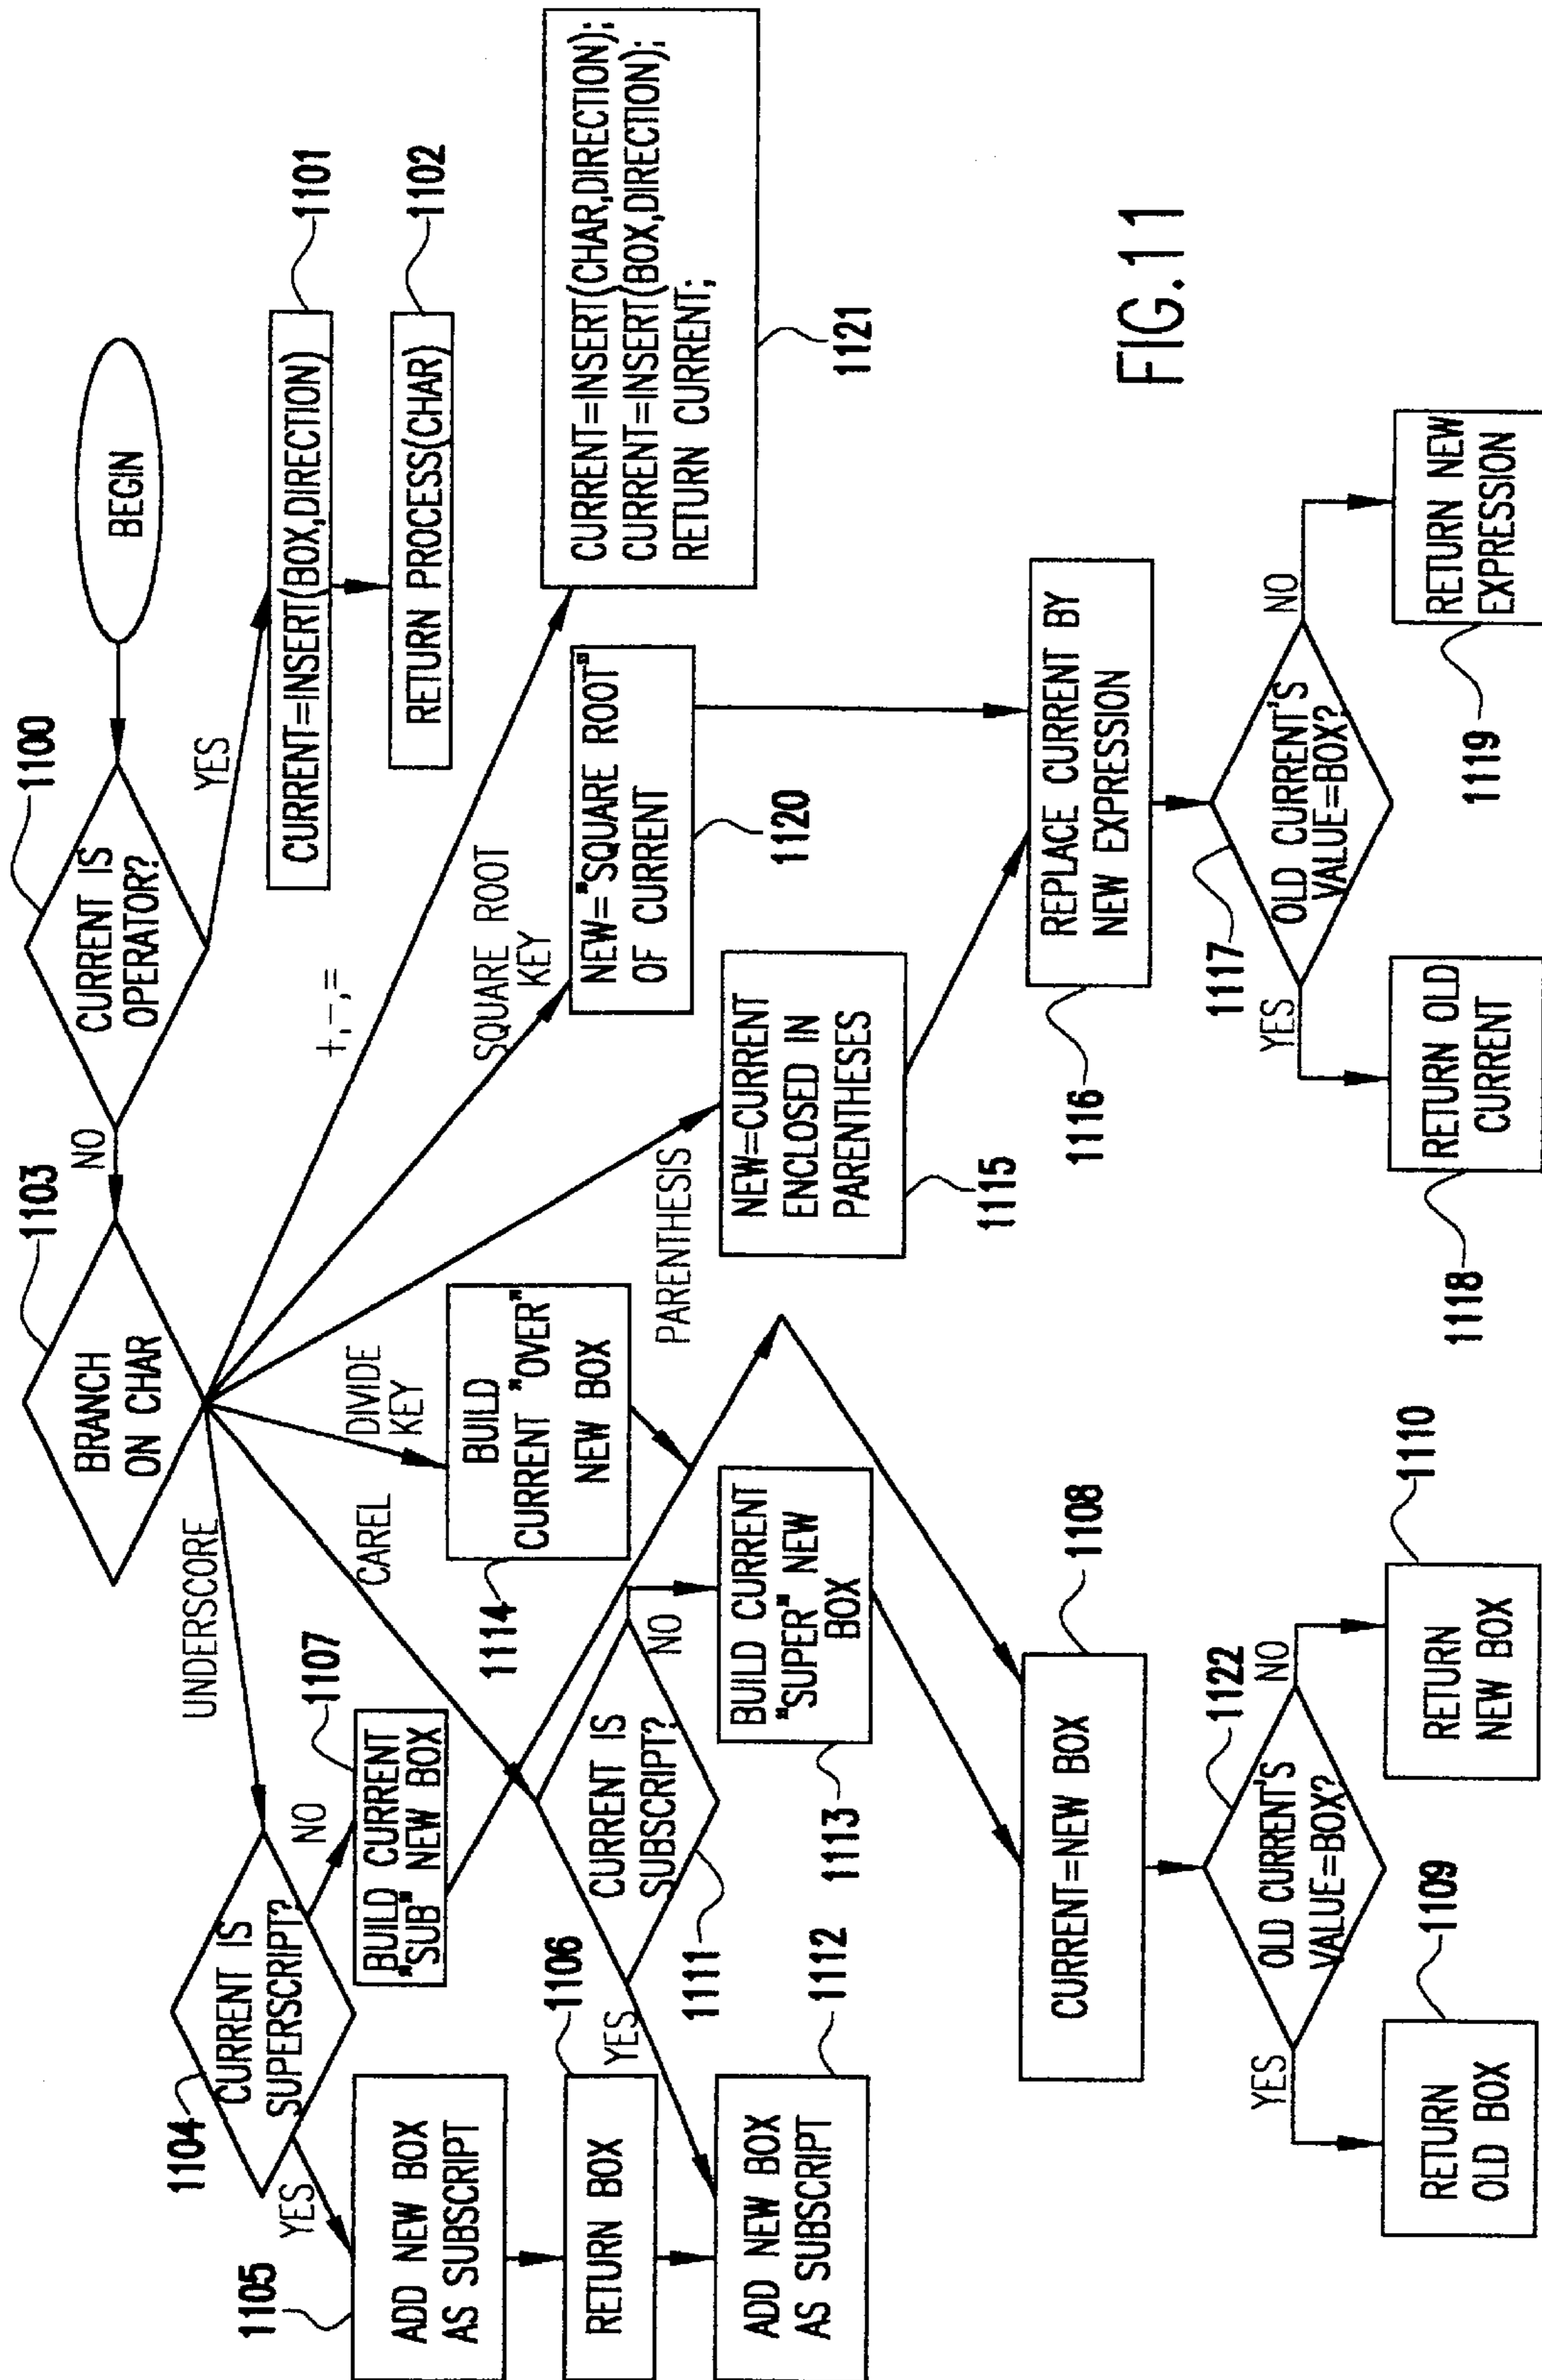 BEGIN
1100
CURRENT IS
OPERATOR?
YES
1101
CURRENT=INSERT(BOX,DIRECTION)
1102
RETURN PROCESS(CHAR)
NO
1103
BRANCH
ON CHAR
UNDERSCORE
CAREL
DIVIDE
KEY
PARENTHESIS
SQUARE ROOT
KEY
+,−,=
1104
CURRENT IS
SUPERSCRIPT?
YES
NO
1105
ADD NEW BOX
AS SUBSCRIPT
1106
RETURN BOX
1107
BUILD CURRENT
"SUB" NEW BOX
1111
CURRENT IS
SUBSCRIPT?
YES
NO
1112
ADD NEW BOX
AS SUBSCRIPT
1113
BUILD CURRENT
"SUPER" NEW
BOX
1114
BUILD
CURRENT "OVER"
NEW BOX
1108
CURRENT=NEW BOX
1122
OLD CURRENT'S
VALUE=BOX?
YES
NO
1109
RETURN
OLD BOX
1110
RETURN
NEW BOX
1115
NEW=CURRENT
ENCLOSED IN
PARENTHESES
1120
NEW="SQUARE ROOT"
OF CURRENT
1121
CURRENT=INSERT(CHAR,DIRECTION);
CURRENT=INSERT(BOX,DIRECTION);
RETURN CURRENT;
1116
REPLACE CURRENT BY
NEW EXPRESSION
1117
OLD CURRENT'S
VALUE=BOX?
YES
NO
1118
RETURN OLD
CURRENT
1119
RETURN NEW
EXPRESSION
FIG.11